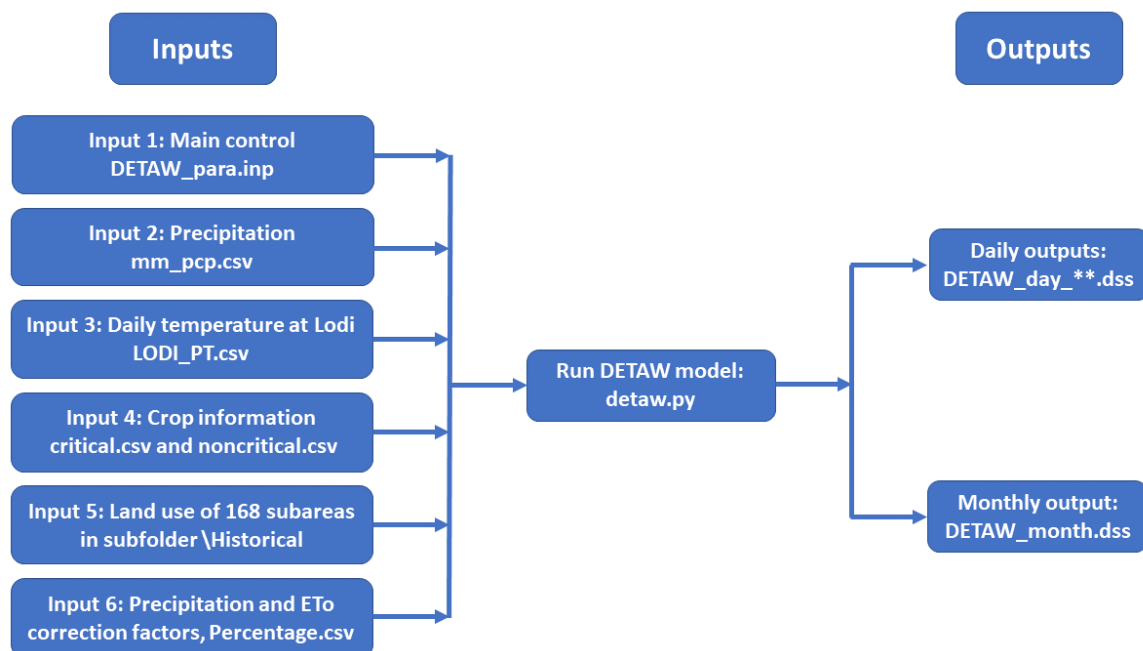 Inputs
Outputs
Input 1: Main control
DETAW_para.inp
Input 2: Precipitation
mm_pcp.csv
Input 3: Daily temperature at Lodi
LODI_PT.csv
Input 4: Crop information
critical.csv and noncritical.csv
Input 5: Land use of 168 subareas
in subfolder \Historical
Input 6: Precipitation and ETo
correction factors, Percentage.csv
Run DETAW model:
detaw.py
Daily outputs:
DETAW_day_**.dss
Monthly output:
DETAW_month.dss